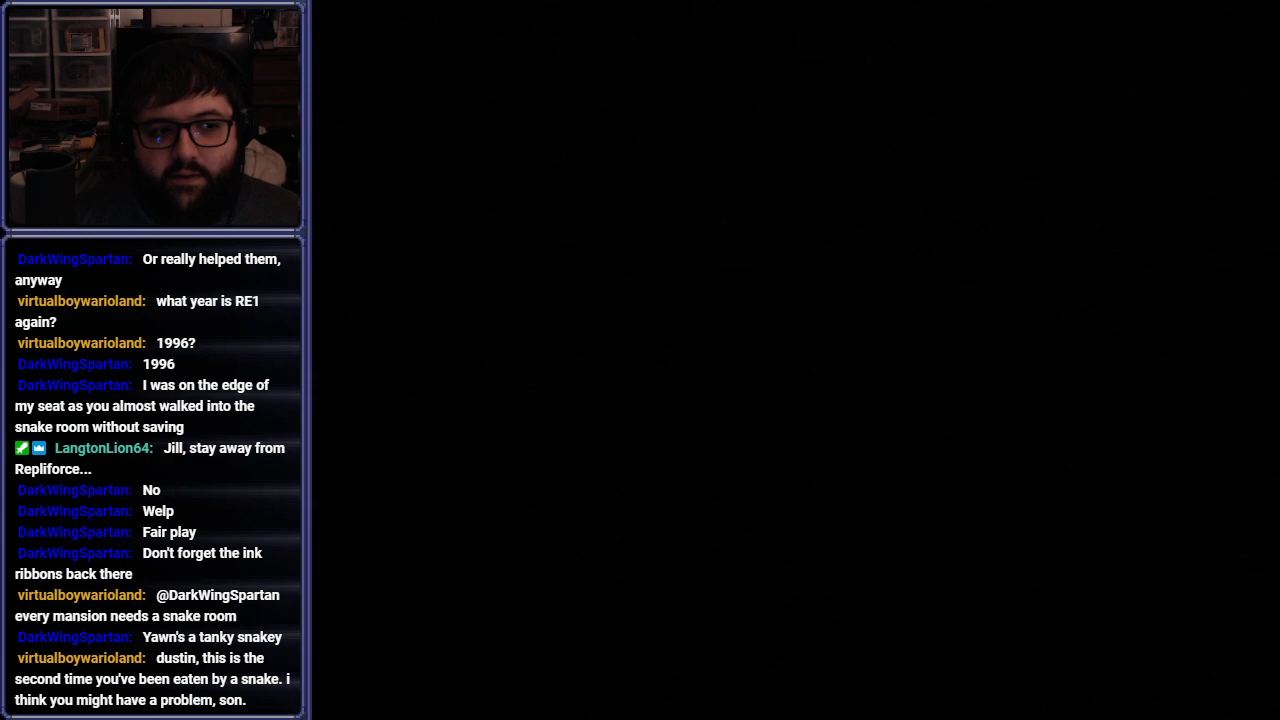 DarkWingSpartan: Or really helped them,
anyway
virtualboywarioland: what year is RE1
again?
virtualboywarioland: 1996?
DarkWingSpartan: 1996
DarkWingSpartan: I was on the edge of
my seat as you almost walked into the
snake room without saving
LangtonLion64: Jill, stay away from
Repliforce...
DarkWingSpartan: No
DarkWingSpartan: Welp
DarkWingSpartan: Fair play
DarkWingSpartan: Don't forget the ink
ribbons back there
virtualboywarioland: @DarkWingSpartan
every mansion needs a snake room
DarkWingSpartan: Yawn's a tanky snakey
virtualboywarioland: dustin, this is the
second time you've been eaten by a snake. i
think you might have a problem, son.